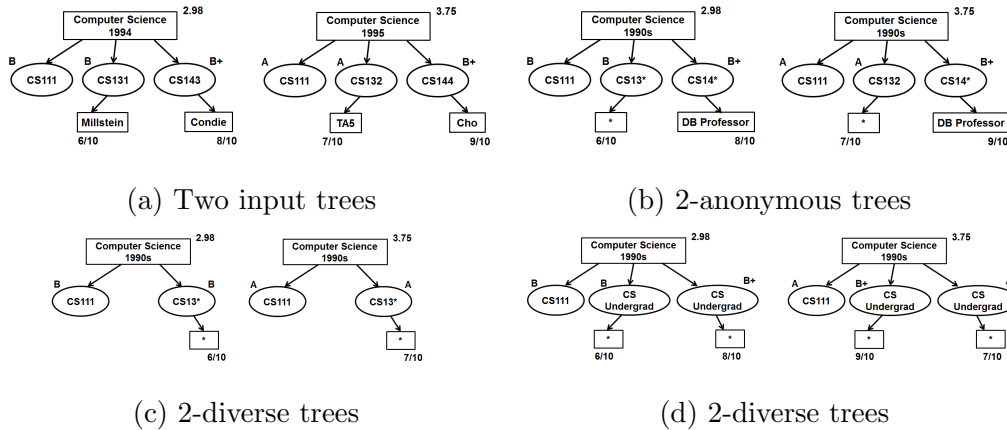 Computer Science 2.98
1994
B B B+
CS111 CS131 CS143
Millstein Condie
6/10 8/10
Computer Science 3.75
1995
A A B+
CS111 CS132 CS144
TA5 Cho
7/10 9/10
(a) Two input trees
Computer Science 2.98
1990s
B B B+
CS111 CS13* CS14*
* DB Professor
6/10 8/10
Computer Science 3.75
1990s
A A B+
CS111 CS132 CS14*
* DB Professor
7/10 9/10
(b) 2-anonymous trees
Computer Science 2.98
1990s
B B
CS111 CS13*
*
6/10
Computer Science 3.75
1990s
A A
CS111 CS13*
*
7/10
(c) 2-diverse trees
Computer Science 2.98
1990s
B B B+
CS111 CS CS
Undergrad Undergrad
* *
6/10 8/10
Computer Science 3.75
1990s
A B+ A
CS111 CS CS
Undergrad Undergrad
* *
9/10 7/10
(d) 2-diverse trees